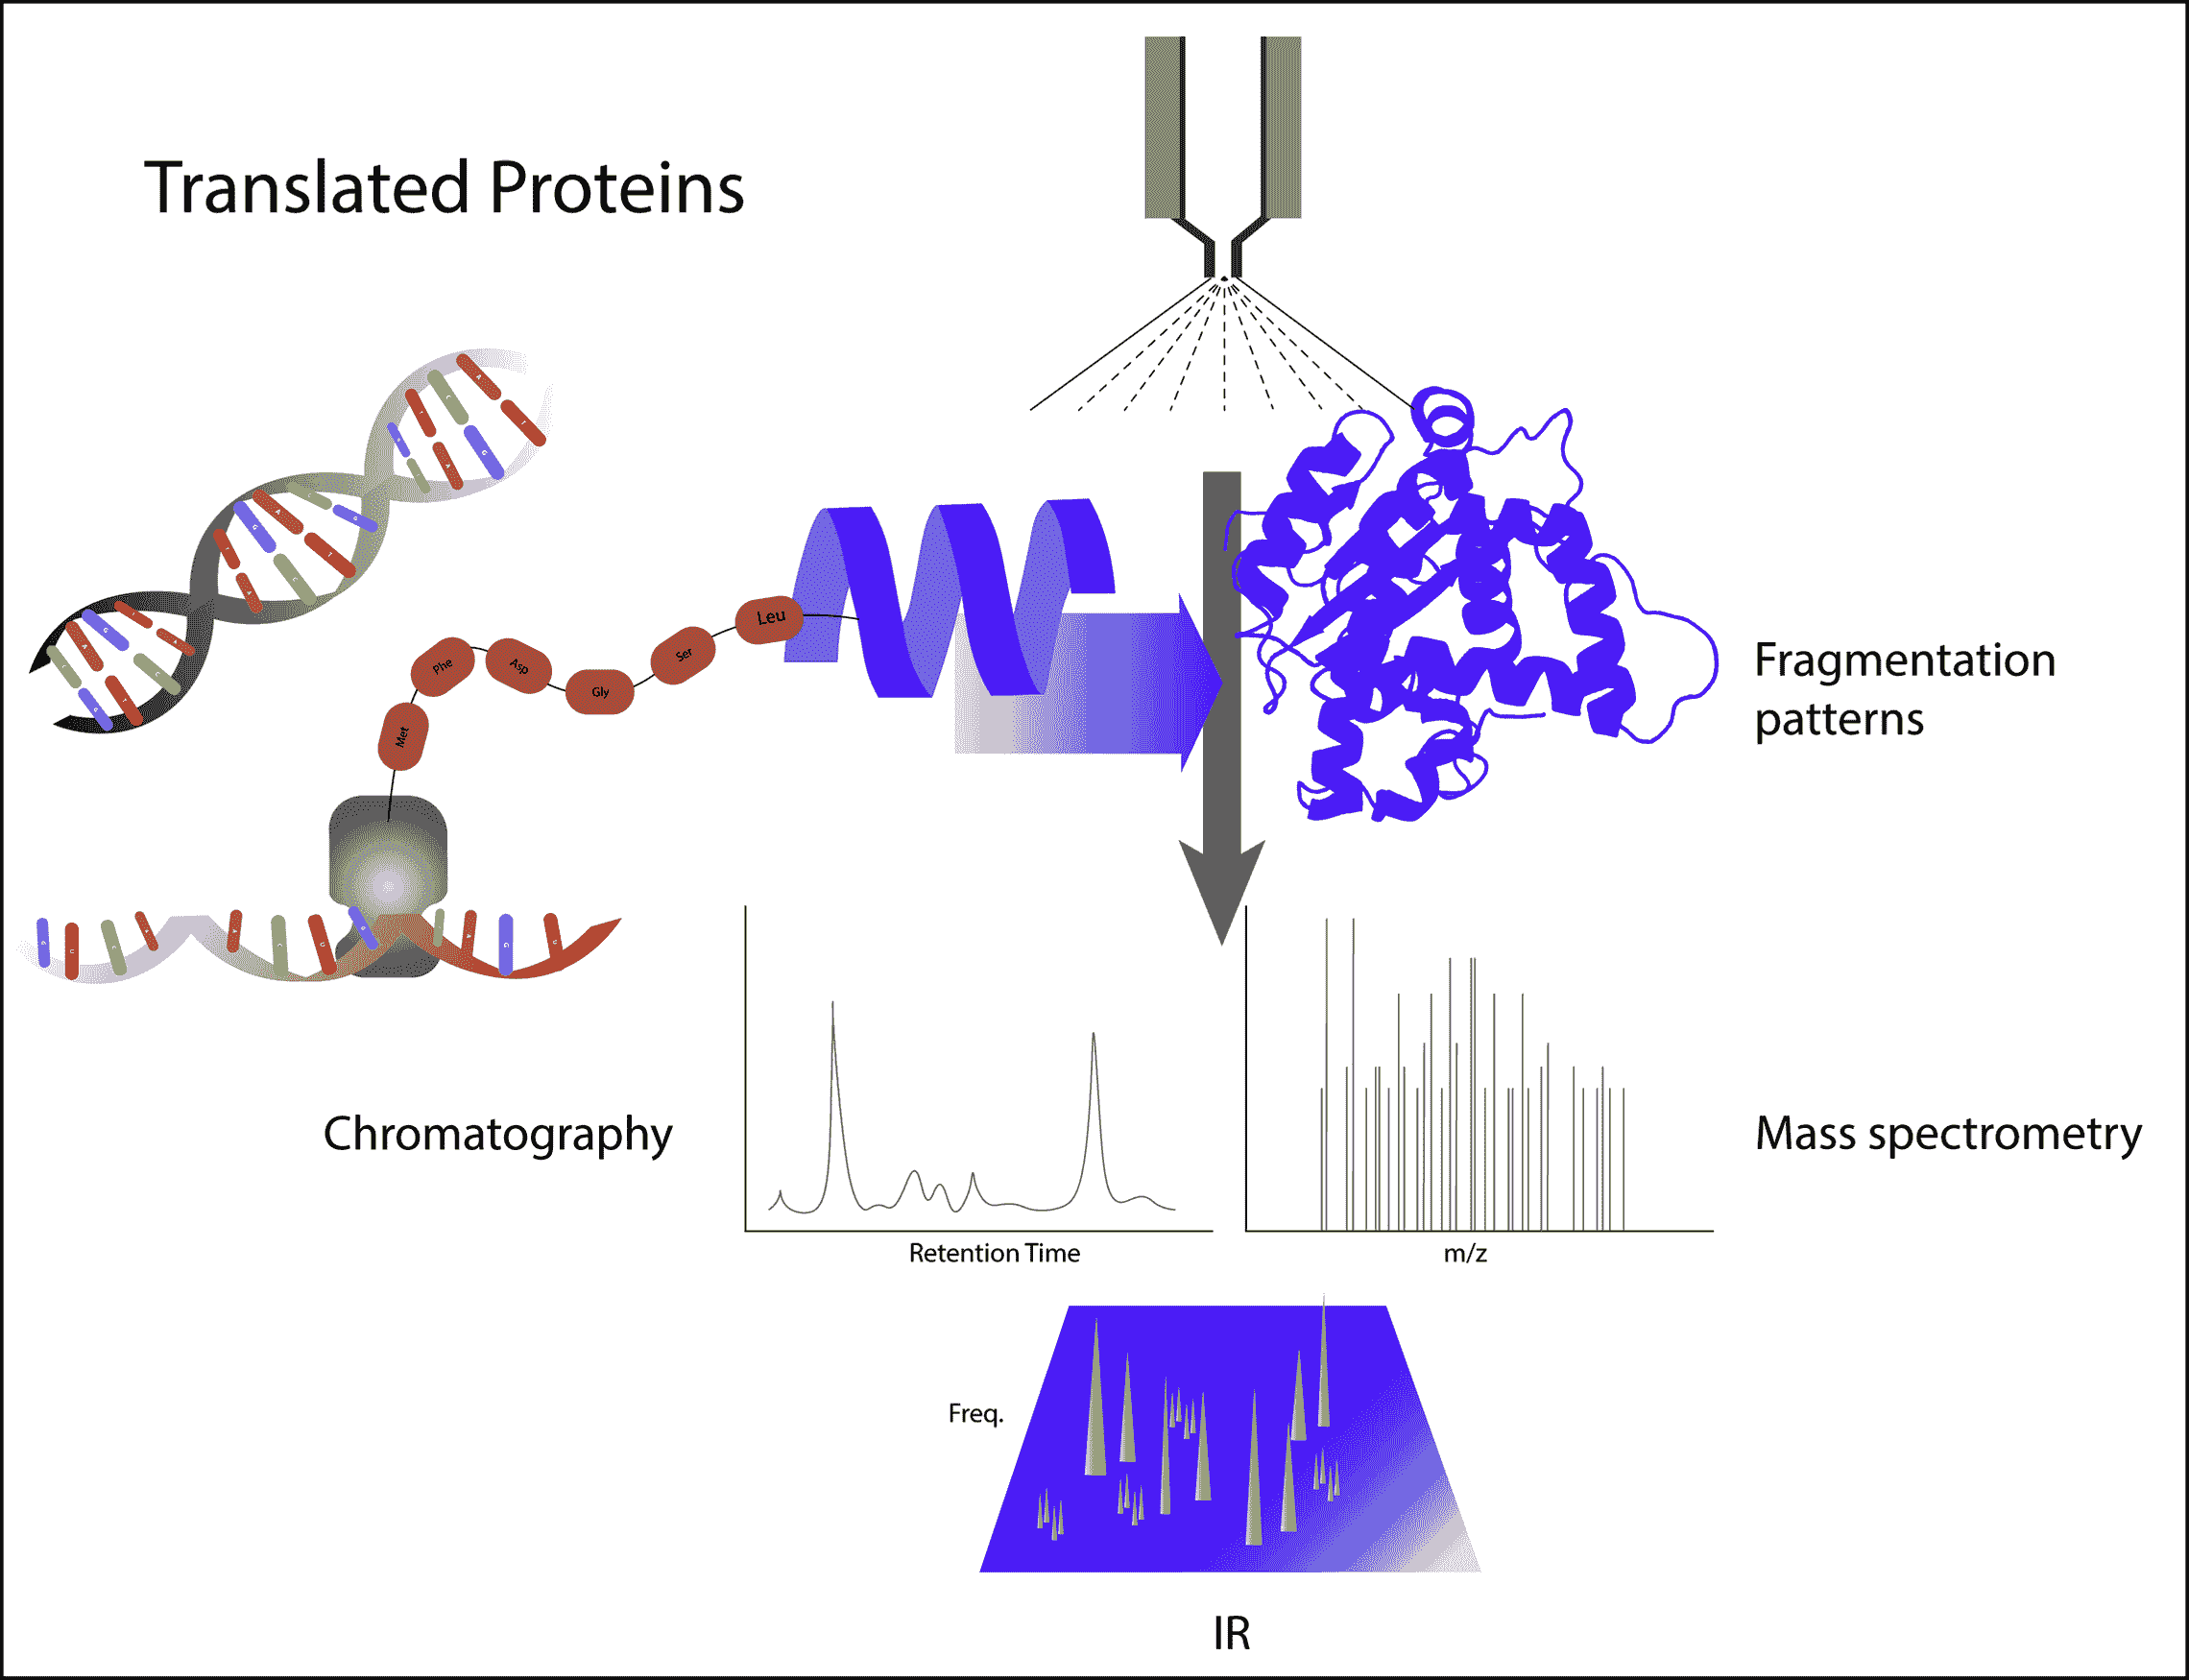 Translated Proteins
Leu
Ser
Gly
Asp
Phe
Met
Fragmentation
patterns
Chromatography
Mass spectrometry
Retention Time
m/z
Freq.
IR